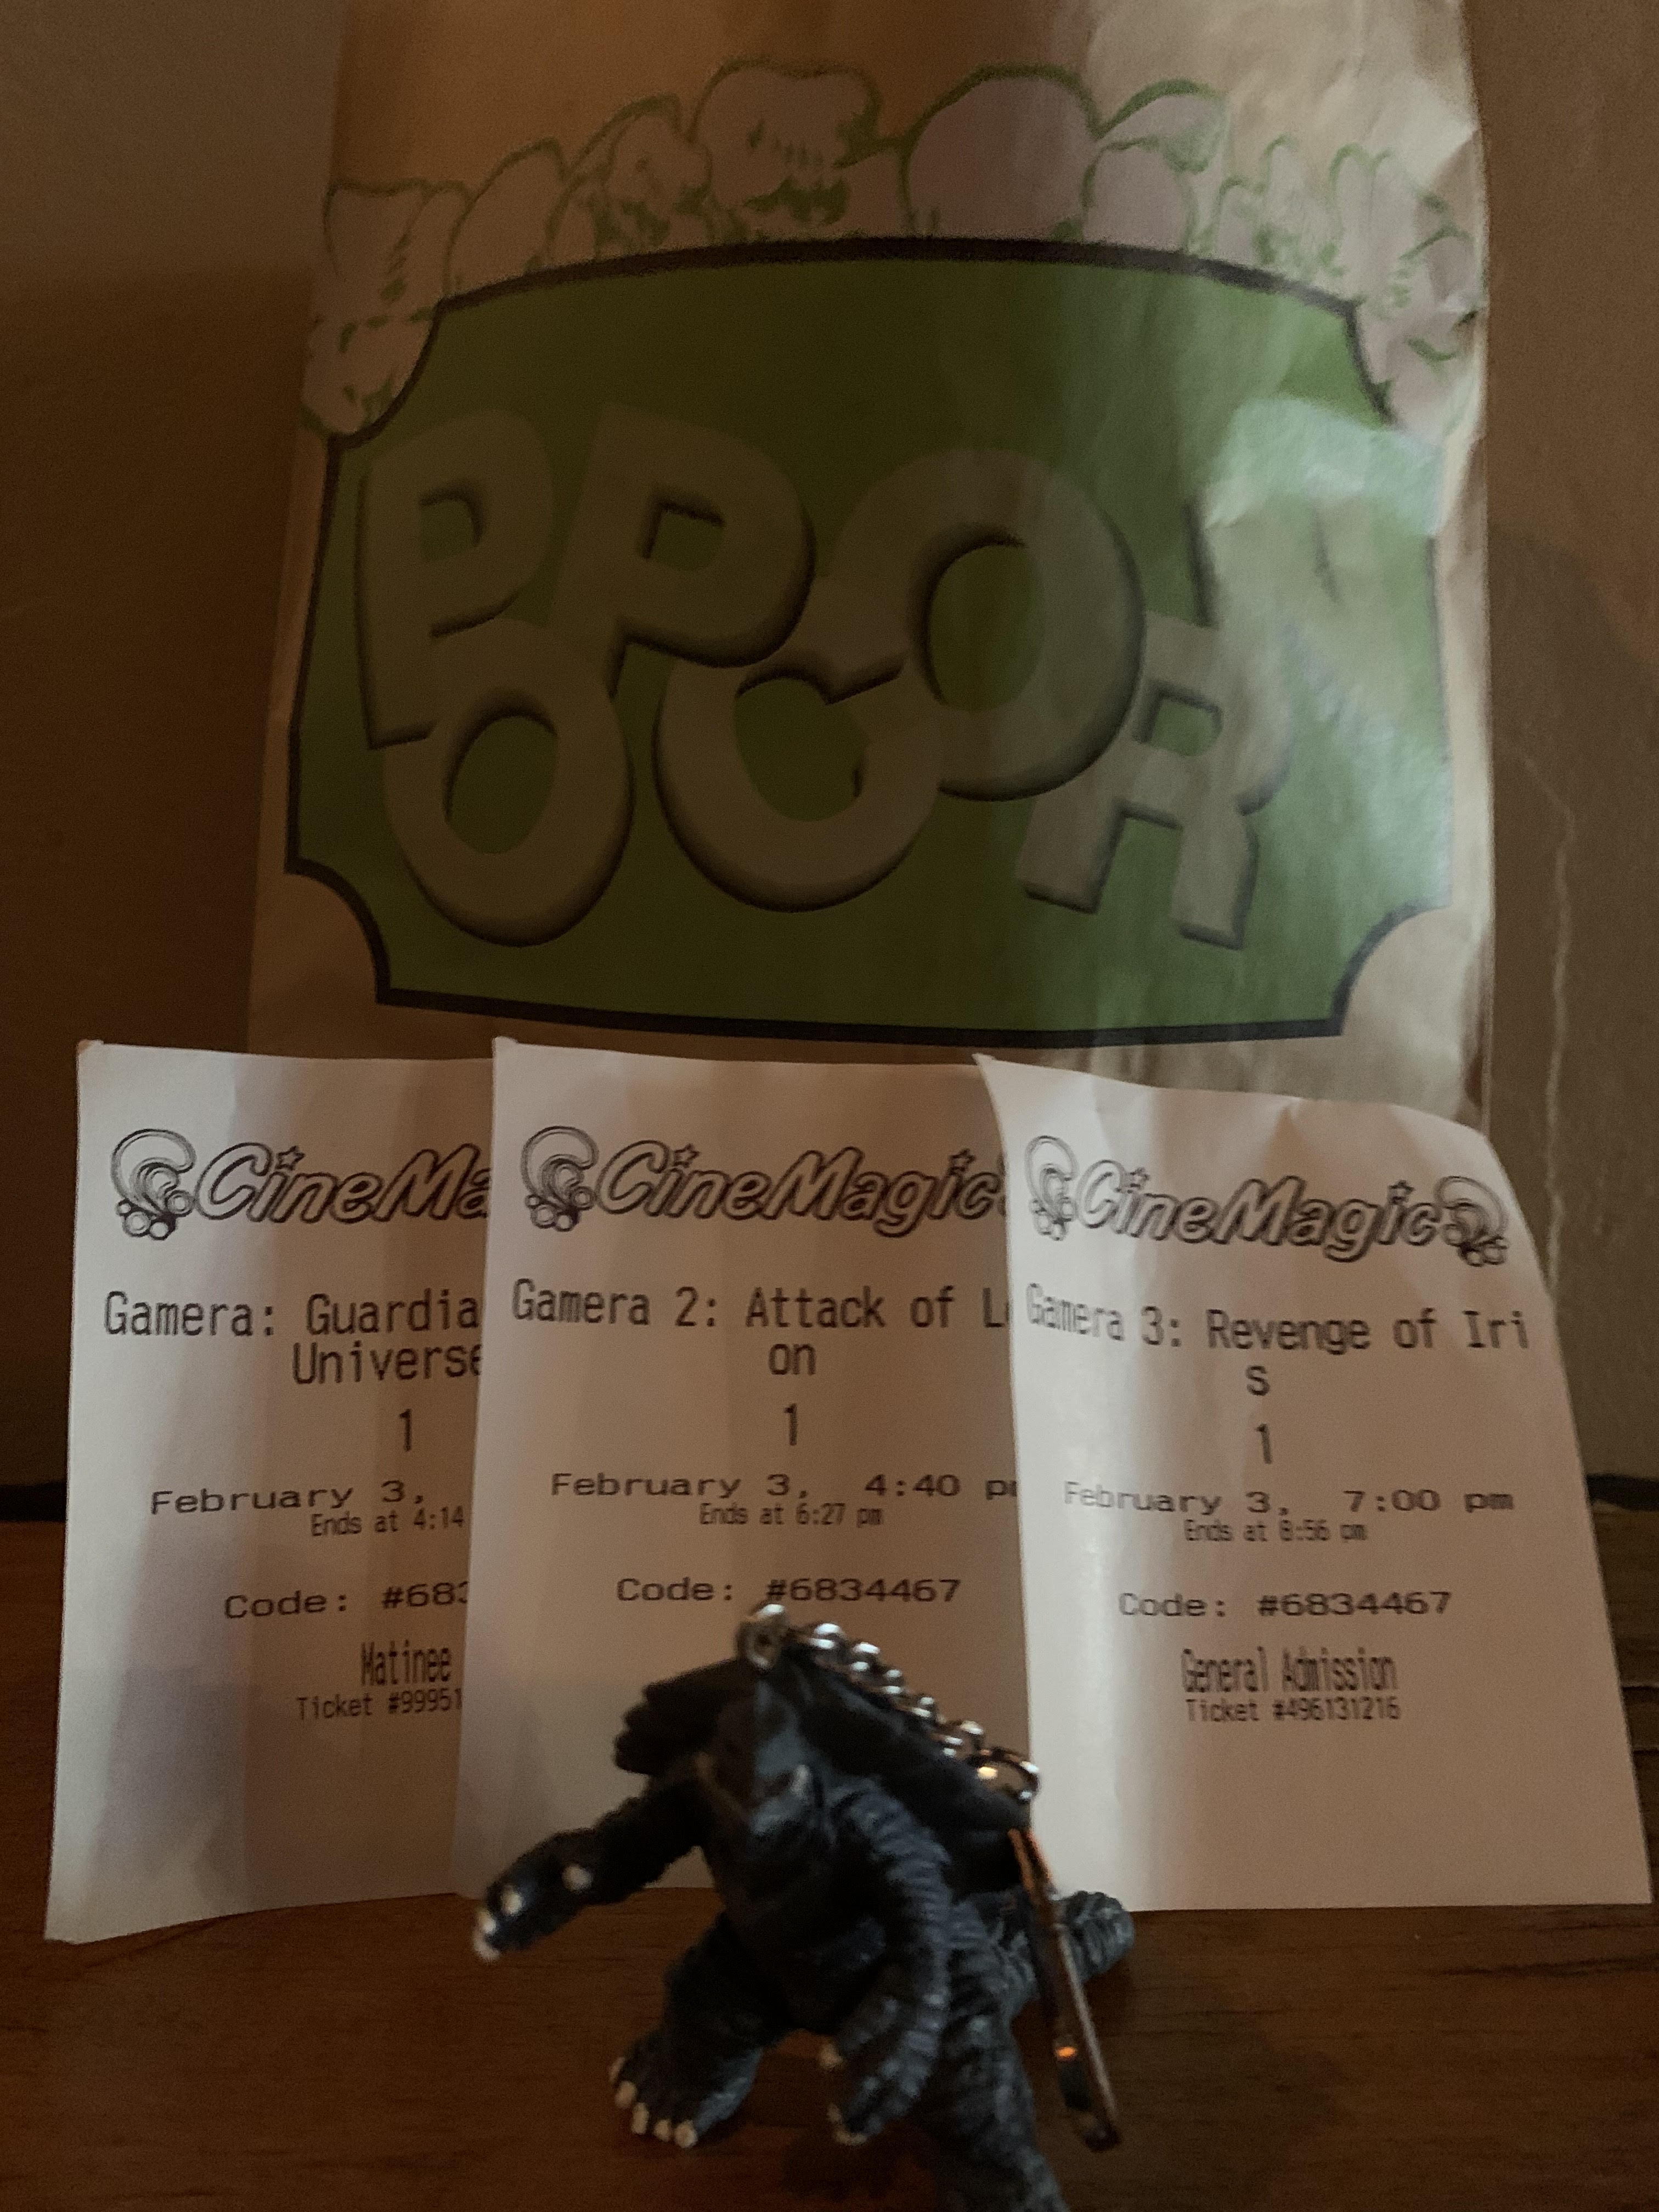 POPCOR
CineMa
Gamera: Guardia
Universe
1
February 3,
Ends at 4:14
Code: #683
Matinee
Ticket #99951
CineMagic
Gamera 2: Attack of L
on
1
February 3, 4:40 pm
Ends at 6:27 pm
Code: #6834467
CineMagic
Gamera 3: Revenge of Iri
s
1
February 3, 7:00 pm
Ends at 8:56 pm
Code: #6834467
General Admission
Ticket #496131216